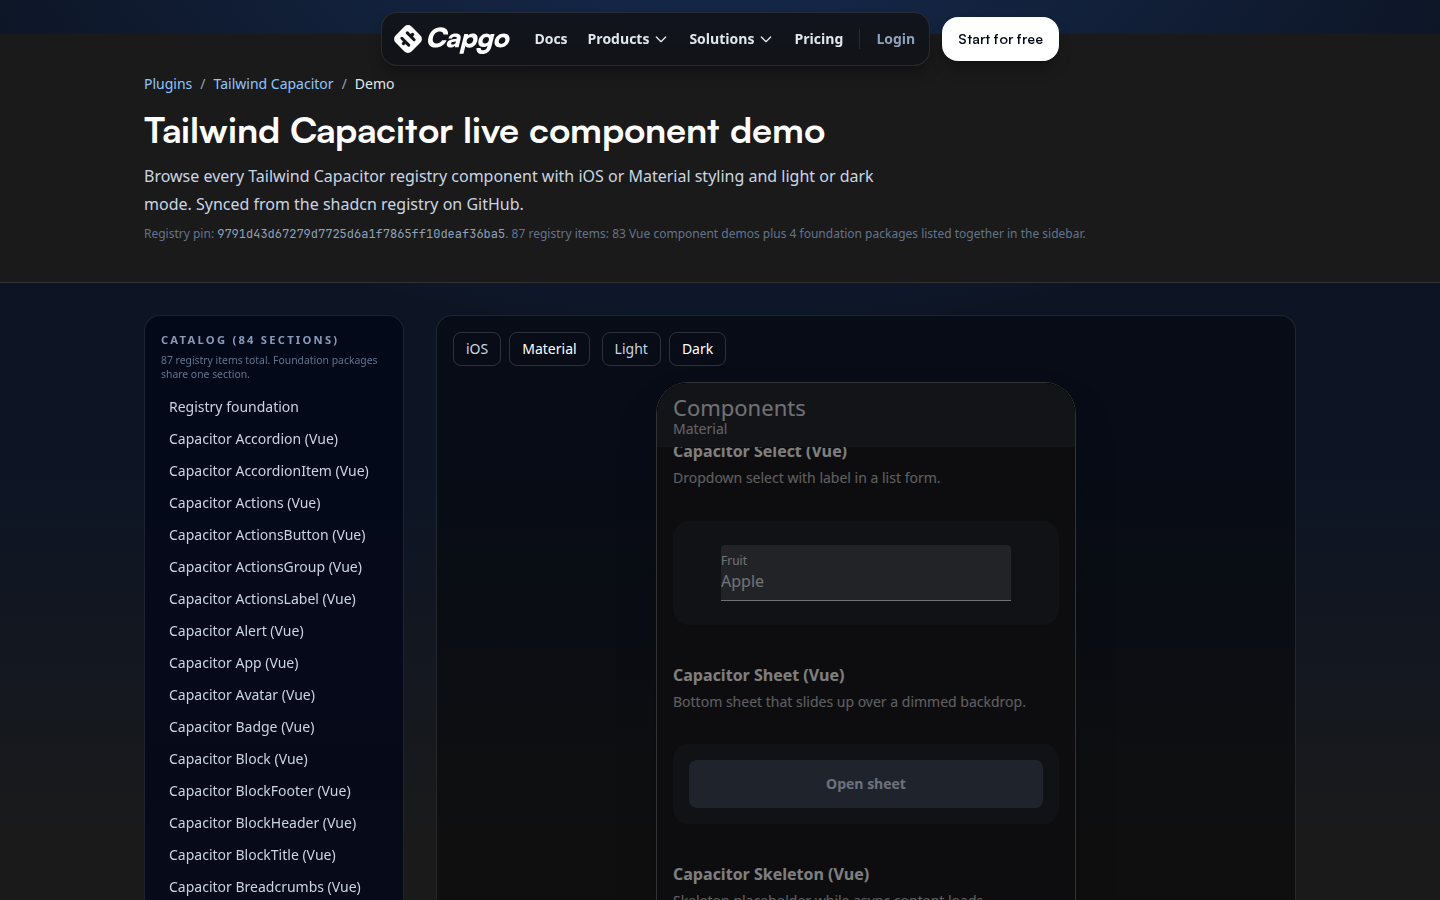 Capgo
Docs
Products
Solutions
Pricing
Login
Start for free
Plugins / Tailwind Capacitor / Demo
Tailwind Capacitor live component demo
Browse every Tailwind Capacitor registry component with iOS or Material styling and light or dark
mode. Synced from the shadcn registry on GitHub.
Registry pin: 9791d43d67279d7725d6a1f7865ff10deaf36ba5. 87 registry items: 83 Vue component demos plus 4 foundation packages listed together in the sidebar.
CATALOG (84 SECTIONS)
87 registry items total. Foundation packages
share one section.
Registry foundation
Capacitor Accordion (Vue)
Capacitor AccordionItem (Vue)
Capacitor Actions (Vue)
Capacitor ActionsButton (Vue)
Capacitor ActionsGroup (Vue)
Capacitor ActionsLabel (Vue)
Capacitor Alert (Vue)
Capacitor App (Vue)
Capacitor Avatar (Vue)
Capacitor Badge (Vue)
Capacitor Block (Vue)
Capacitor BlockFooter (Vue)
Capacitor BlockHeader (Vue)
Capacitor BlockTitle (Vue)
Capacitor Breadcrumbs (Vue)
iOS
Material
Light
Dark
Components
Material
Capacitor Select (Vue)
Dropdown select with label in a list form.
Fruit
Apple
Capacitor Sheet (Vue)
Bottom sheet that slides up over a dimmed backdrop.
Open sheet
Capacitor Skeleton (Vue)
Skeleton placeholder while async content loads.